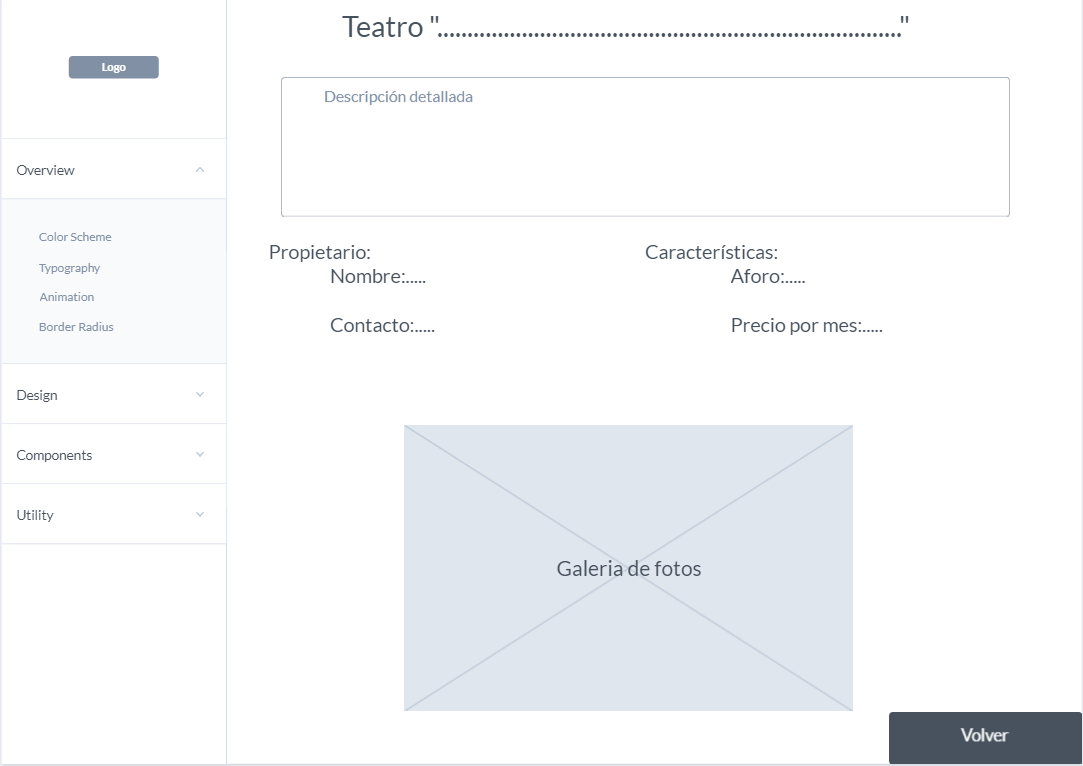 Logo
Overview
Color Scheme
Typography
Animation
Border Radius
Design
Components
Utility
Teatro "............................................................................."
Descripción detallada
Propietario:
Nombre:.....
Contacto:.....
Características:
Aforo:.....
Precio por mes:.....
Galeria de fotos
Volver